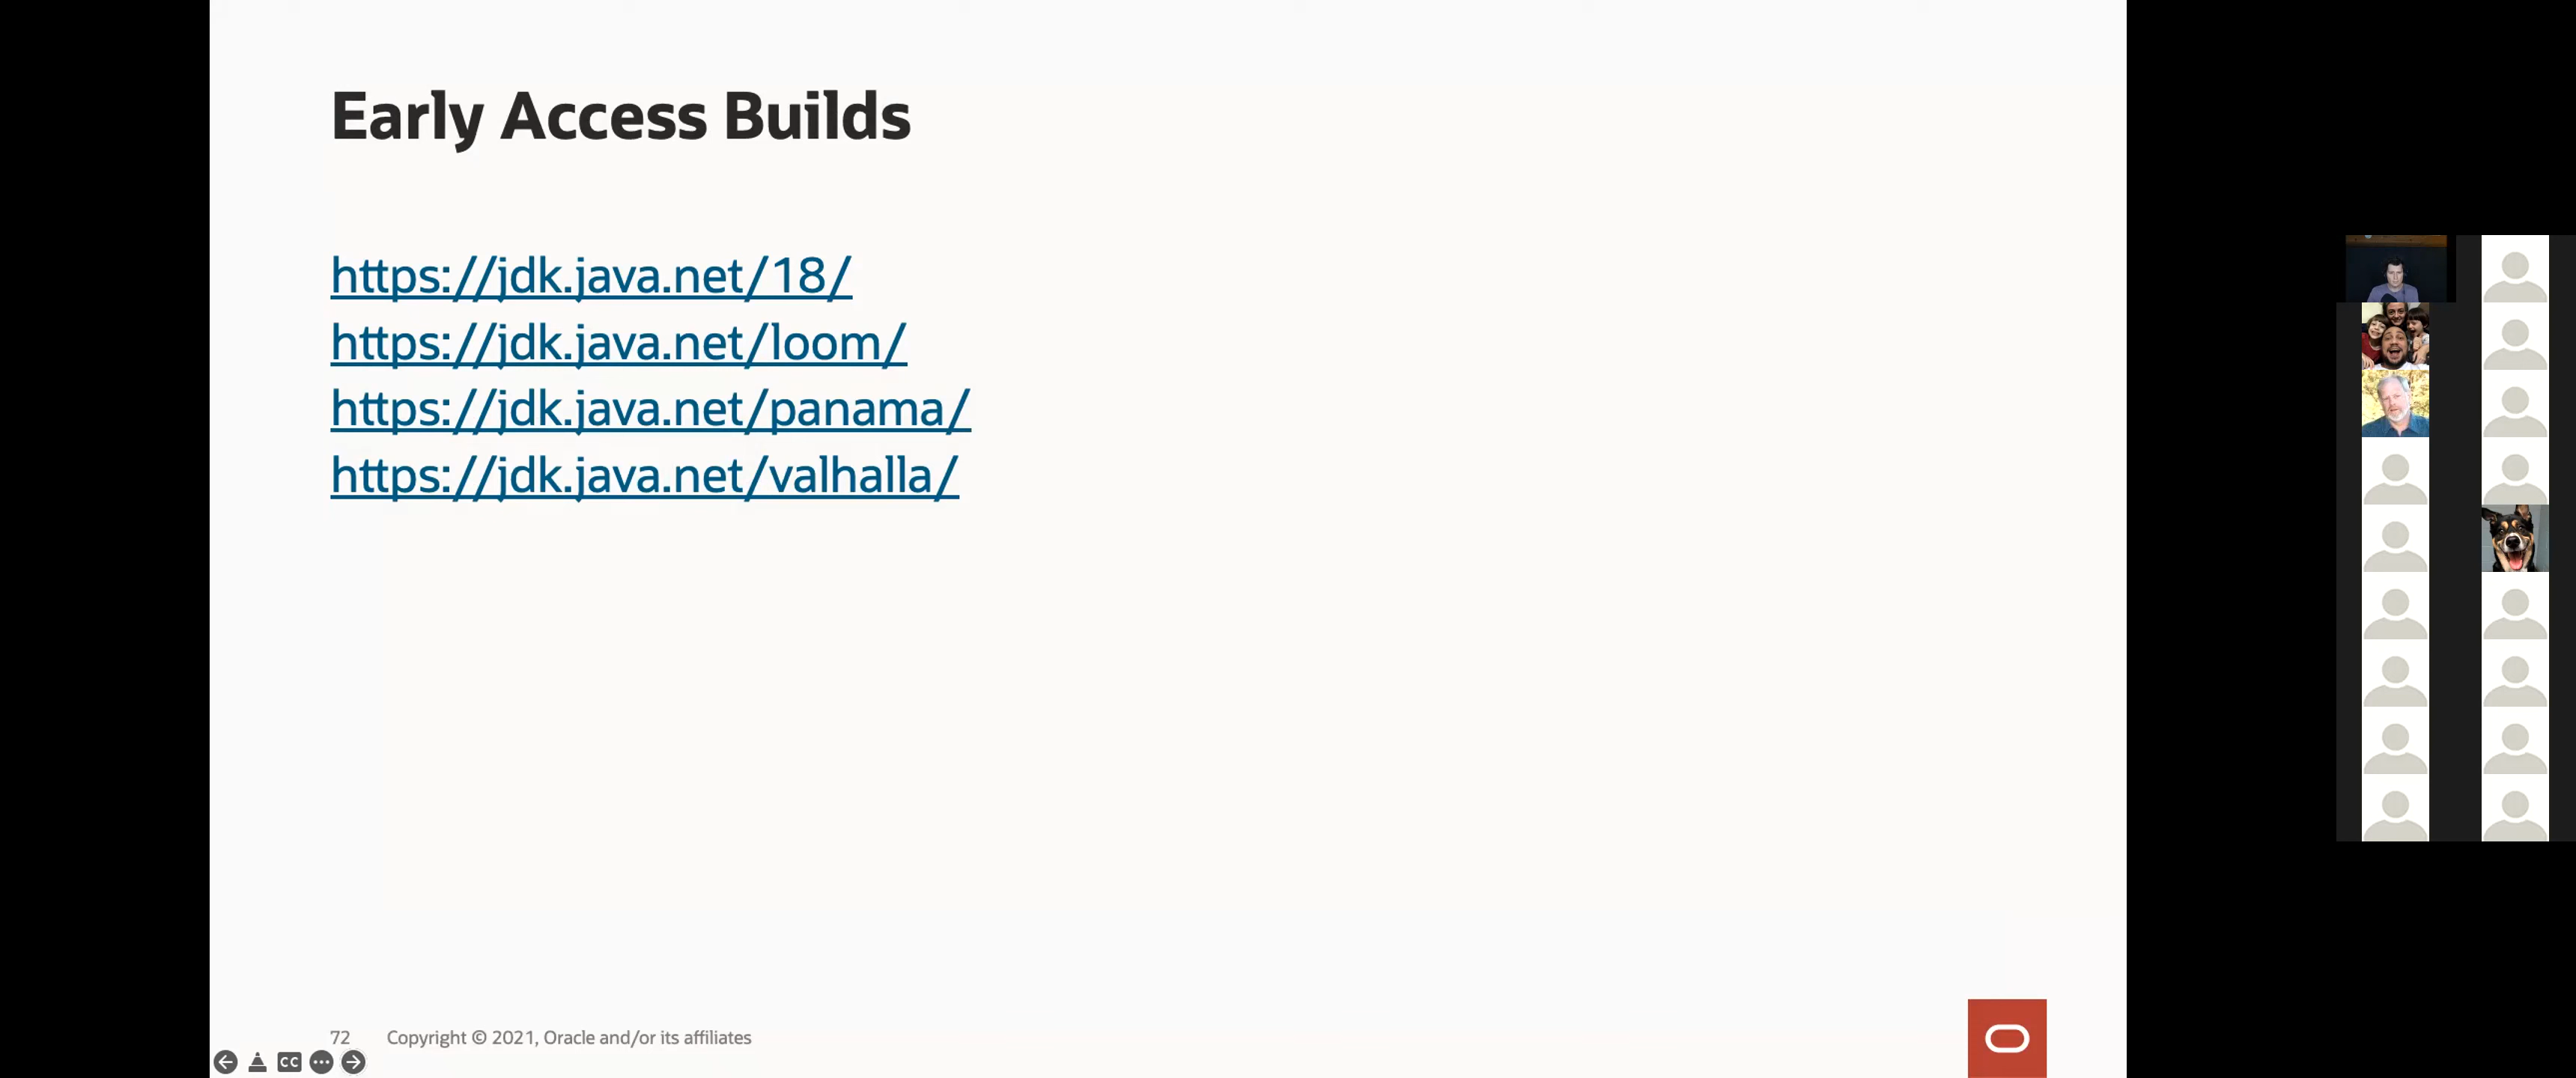 Early Access Builds
https://jdk.java.net/18/
https://jdk.java.net/loom/
https://jdk.java.net/panama/
https://jdk.java.net/valhalla/
72 Copyright © 2021, Oracle and/or its affiliates
CC